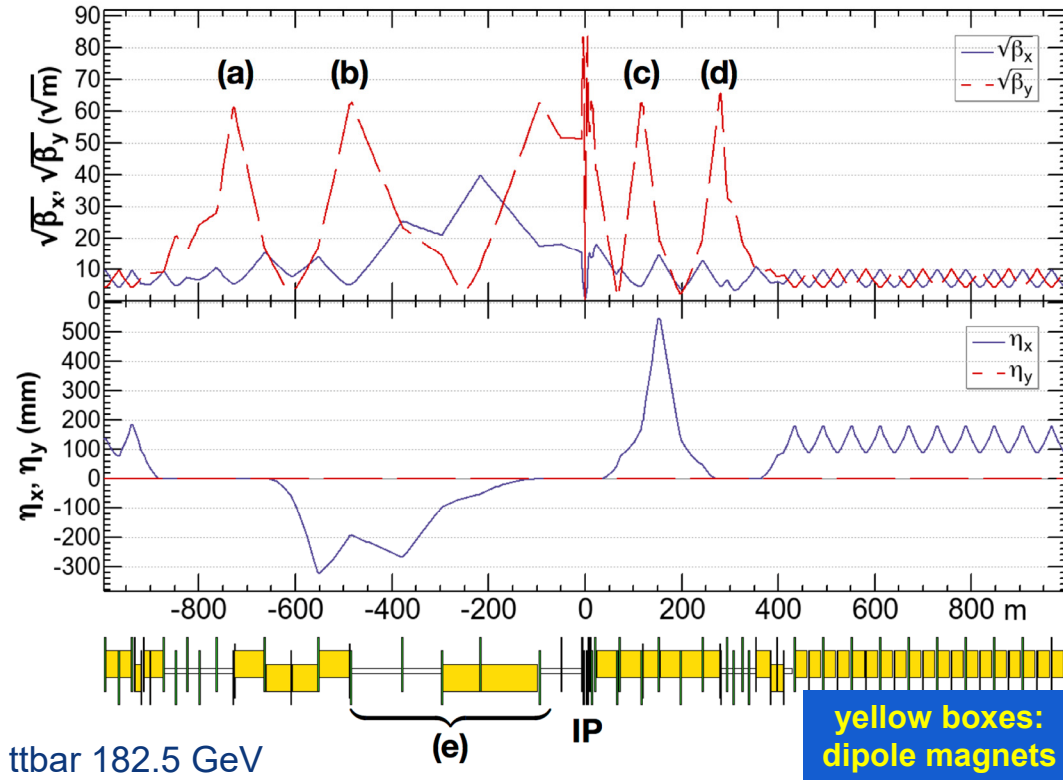 90
80
70
60
50
40
30
20
10
0
√βx, √βy (√m)
(a)
(b)
(c)
(d)
√βx
√βy
500
400
300
200
100
0
-100
-200
-300
ηx, ηy (mm)
ηx
ηy
-800 -600 -400 -200 0 200 400 600 800 m
(e)
IP
ttbar 182.5 GeV
yellow boxes:
dipole magnets